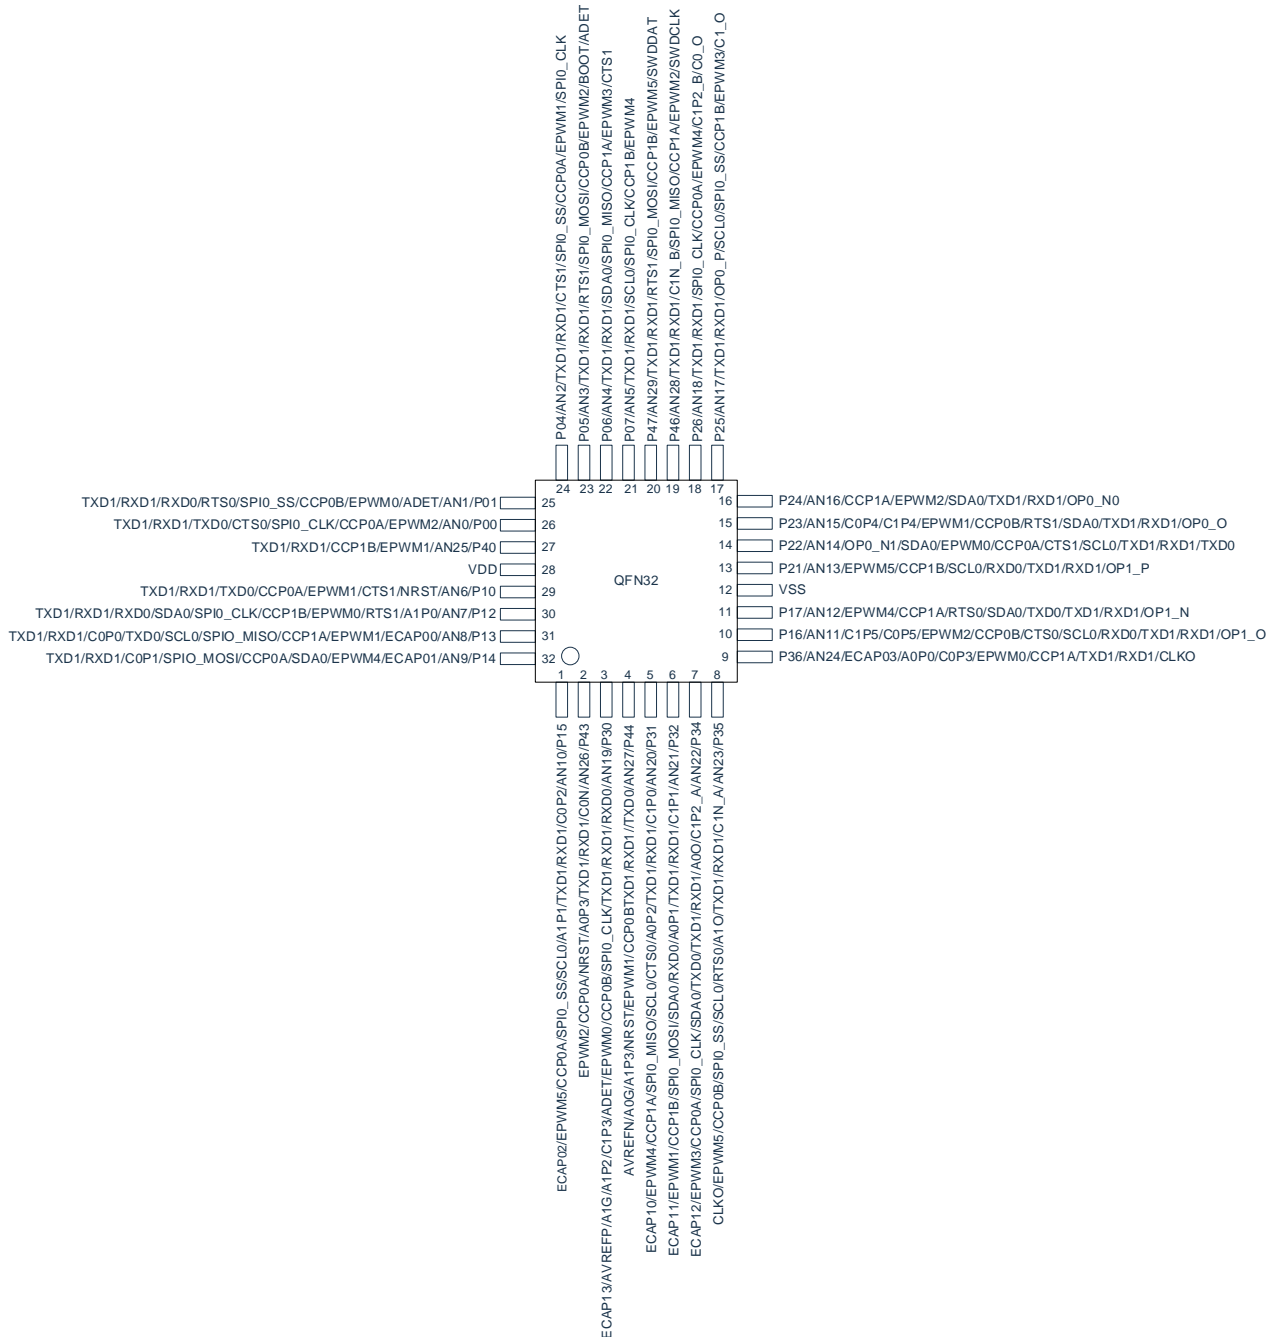 P04/AN2/TXD1/RXD1/CTS1/SPI0_SS/CCP0A/EPWM1/SPI0_CLK
P05/AN3/TXD1/RXD1/RTS1/SPI0_MOSI/CCP0B/EPWM2/BOOT/ADET
P06/AN4/TXD1/RXD1/SDA0/SPI0_MISO/CCP1A/EPWM3/CTS1
P07/AN5/TXD1/RXD1/SCL0/SPI0_CLK/CCP1B/EPWM4
P47/AN29/TXD1/RXD1/RTS1/SPI0_MOSI/CCP1B/EPWM5/SWDDAT
P46/AN28/TXD1/RXD1/C1N_B/SPI0_MISO/CCP1A/EPWM2/SWDCLK
P26/AN18/TXD1/RXD1/SPI0_CLK/CCP0A/EPWM4/C1P2_B/C0_O
P25/AN17/TXD1/RXD1/OP0_P/SCL0/SPI0_SS/CCP1B/EPWM3/C1_O
24 23 22 21 20 19 18 17
TXD1/RXD1/RXD0/RTS0/SPI0_SS/CCP0B/EPWM0/ADET/AN1/P01 25
TXD1/RXD1/TXD0/CTS0/SPI0_CLK/CCP0A/EPWM2/AN0/P00 26
TXD1/RXD1/CCP1B/EPWM1/AN25/P40 27
VDD 28
TXD1/RXD1/TXD0/CCP0A/EPWM1/CTS1/NRST/AN6/P10 29
TXD1/RXD1/RXD0/SDA0/SPI0_CLK/CCP1B/EPWM0/RTS1/A1P0/AN7/P12 30
TXD1/RXD1/C0P0/TXD0/SCL0/SPIO_MISO/CCP1A/EPWM1/ECAP00/AN8/P13 31
TXD1/RXD1/C0P1/SPIO_MOSI/CCP0A/SDA0/EPWM4/ECAP01/AN9/P14 32
QFN32
16 P24/AN16/CCP1A/EPWM2/SDA0/TXD1/RXD1/OP0_N0
15 P23/AN15/C0P4/C1P4/EPWM1/CCP0B/RTS1/SDA0/TXD1/RXD1/OP0_O
14 P22/AN14/OP0_N1/SDA0/EPWM0/CCP0A/CTS1/SCL0/TXD1/RXD1/TXD0
13 P21/AN13/EPWM5/CCP1B/SCL0/RXD0/TXD1/RXD1/OP1_P
12 VSS
11 P17/AN12/EPWM4/CCP1A/RTS0/SDA0/TXD0/TXD1/RXD1/OP1_N
10 P16/AN11/C1P5/C0P5/EPWM2/CCP0B/CTS0/SCL0/RXD0/TXD1/RXD1/OP1_O
9 P36/AN24/ECAP03/A0P0/C0P3/EPWM0/CCP1A/TXD1/RXD1/CLKO
1 2 3 4 5 6 7 8
ECAP02/EPWM5/CCP0A/SPI0_SS/SCL0/A1P1/TXD1/RXD1/C0P2/AN10/P15
EPWM2/CCP0A/NRST/A0P3/TXD1/RXD1/C0N/AN26/P43
ECAP13/AVREFP/A1G/A1P2/C1P3/ADET/EPWM0/CCP0B/SPI0_CLK/TXD1/RXD1/RXD0/AN19/P30
AVREFN/A0G/A1P3/NRST/EPWM1/CCP0BTXD1/RXD1//TXD0/AN27/P44
ECAP10/EPWM4/CCP1A/SPI0_MISO/SCL0/CTS0/A0P2/TXD1/RXD1/C1P0/AN20/P31
ECAP11/EPWM1/CCP1B/SPI0_MOSI/SDA0/RXD0/A0P1/TXD1/RXD1/C1P1/AN21/P32
ECAP12/EPWM3/CCP0A/SPI0_CLK/SDA0/TXD0/TXD1/RXD1/A0O/C1P2_A/AN22/P34
CLKO/EPWM5/CCP0B/SPI0_SS/SCL0/RTS0/A1O/TXD1/RXD1/C1N_A/AN23/P35